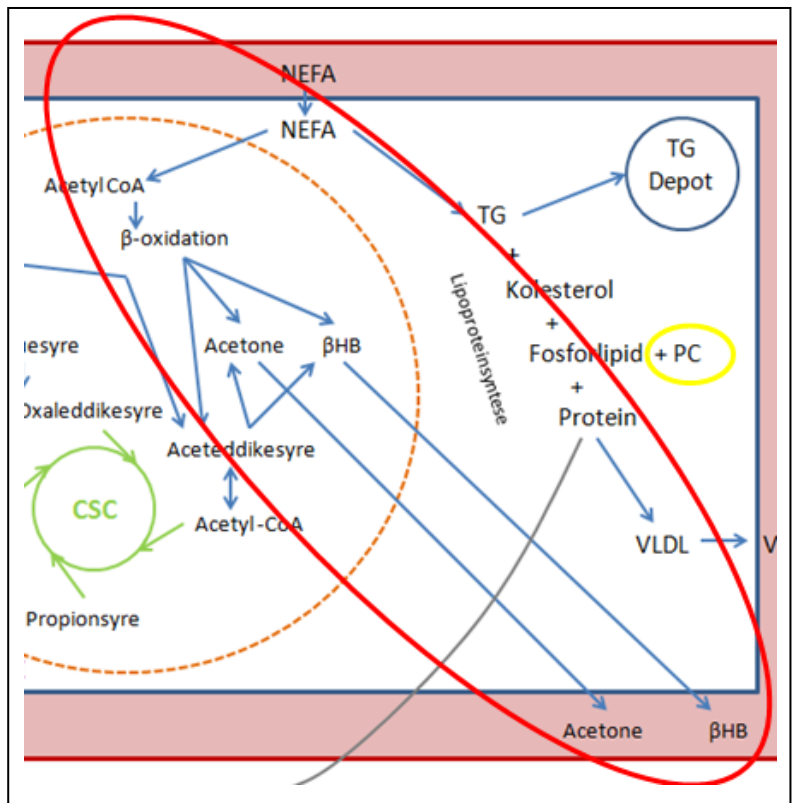 NEFA
NEFA
TG
Depot
Acetyl CoA
TG
β-oxidation
+
Kolesterol
Lipoproteinsyntese
+
esyre
Acetone
βHB
Fosforlipid + PC
+
Oxaleddikesyre
Protein
Aceteddikesyre
CSC
Acetyl-CoA
VLDL
V
Propionsyre
Acetone
βHB